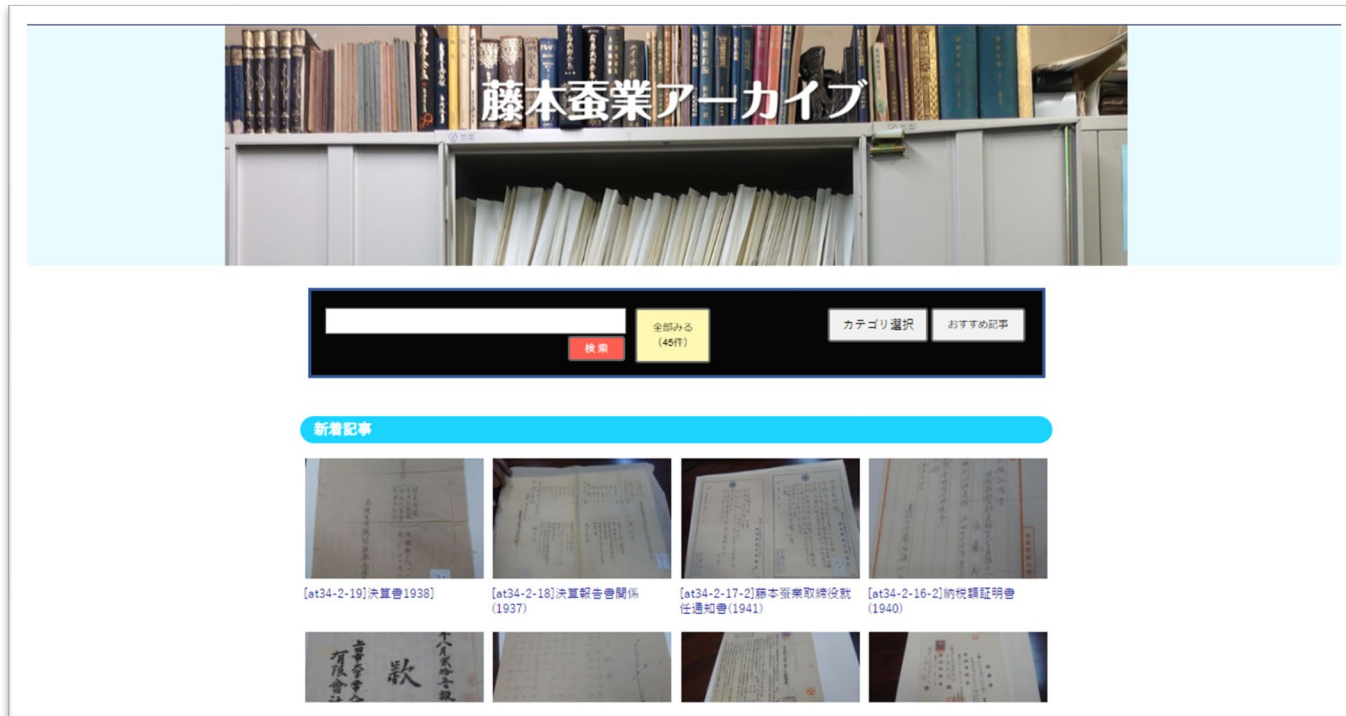 藤本蚕業アーカイブ
全部みる
(45件)
カテゴリ選択
おすすめ記事
検索
新着記事
[at34-2-19]決算書1938]
[at34-2-18]決算報告書関係
(1937)
[at34-2-17-2]藤本蚕業取締役就
任通知書(1941)
[at34-2-16-2]納税額証明書
(1940)
款